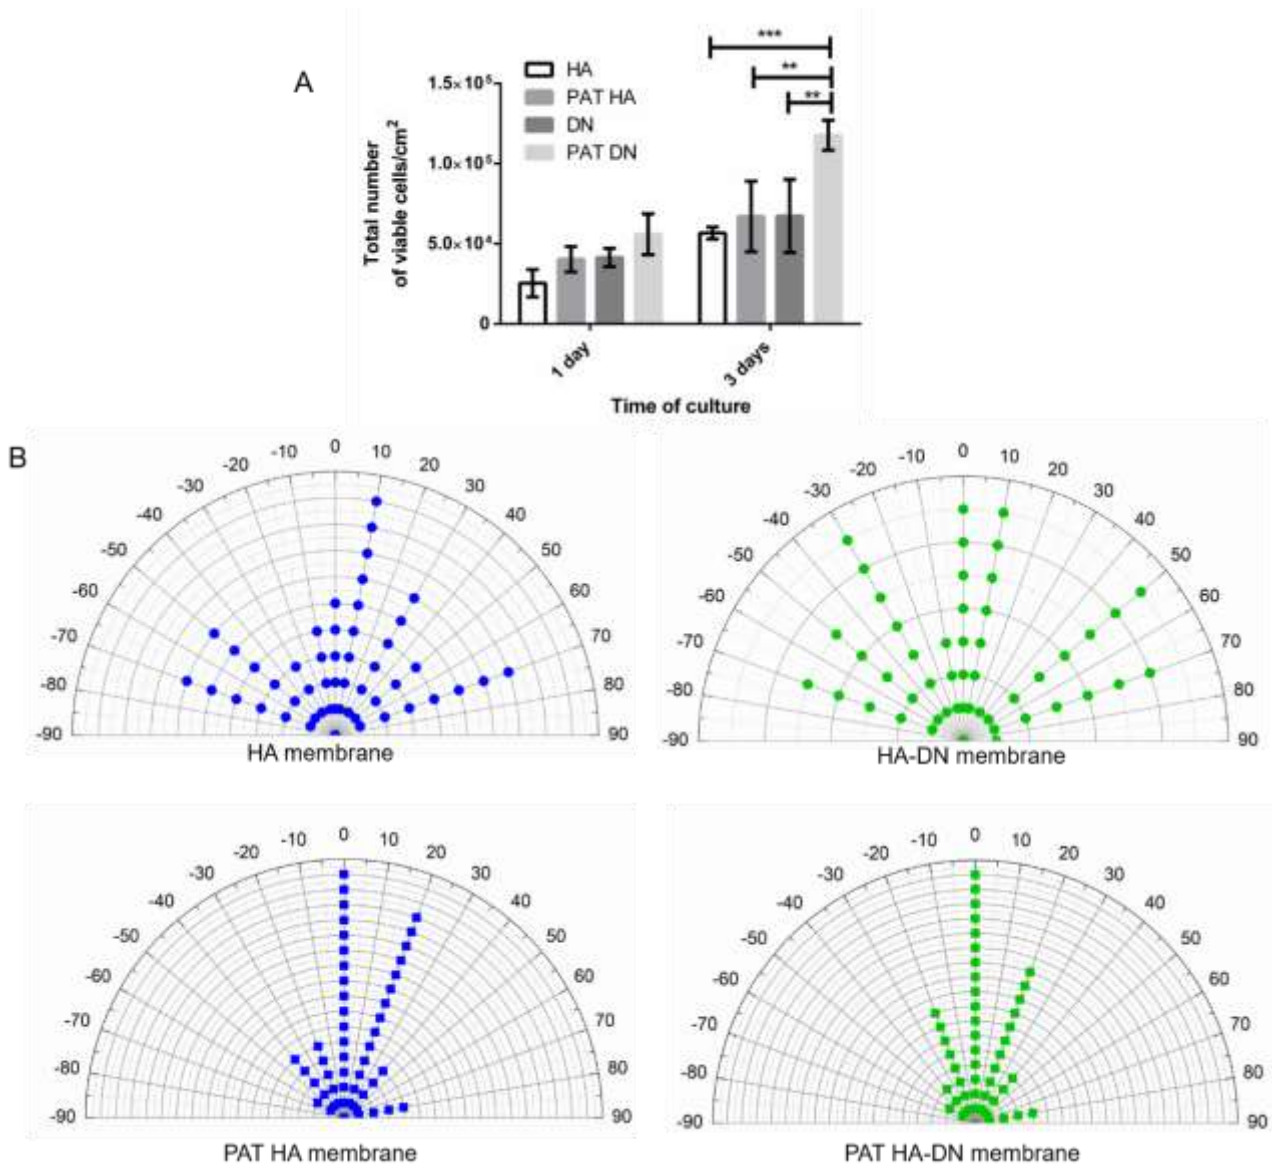 A
HA
PAT HA
DN
PAT DN
***
**
**
1.5×10⁵
1.0×10⁵
5.0×10⁴
0
Total number
of viable cells/cm²
1 day
3 days
Time of culture
B
-90 -80 -70 -60 -50 -40 -30 -20 -10 0 10 20 30 40 50 60 70 80 90
HA membrane
-90 -80 -70 -60 -50 -40 -30 -20 -10 0 10 20 30 40 50 60 70 80 90
HA-DN membrane
-90 -80 -70 -60 -50 -40 -30 -20 -10 0 10 20 30 40 50 60 70 80 90
PAT HA membrane
-90 -80 -70 -60 -50 -40 -30 -20 -10 0 10 20 30 40 50 60 70 80 90
PAT HA-DN membrane